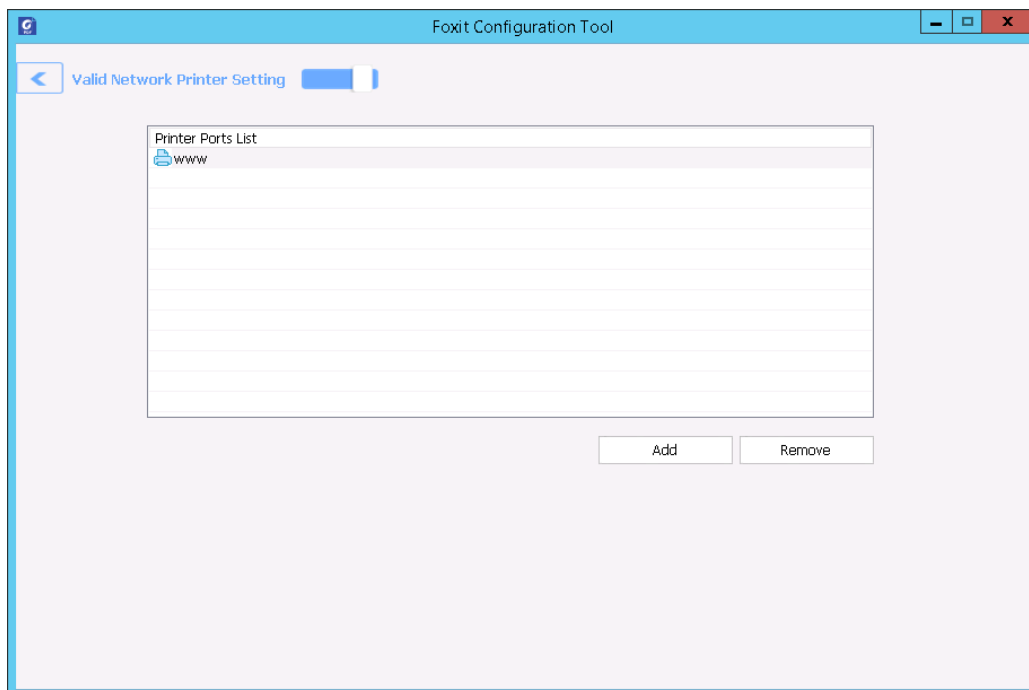 Foxit Configuration Tool
Valid Network Printer Setting
Printer Ports List
www
Add
Remove